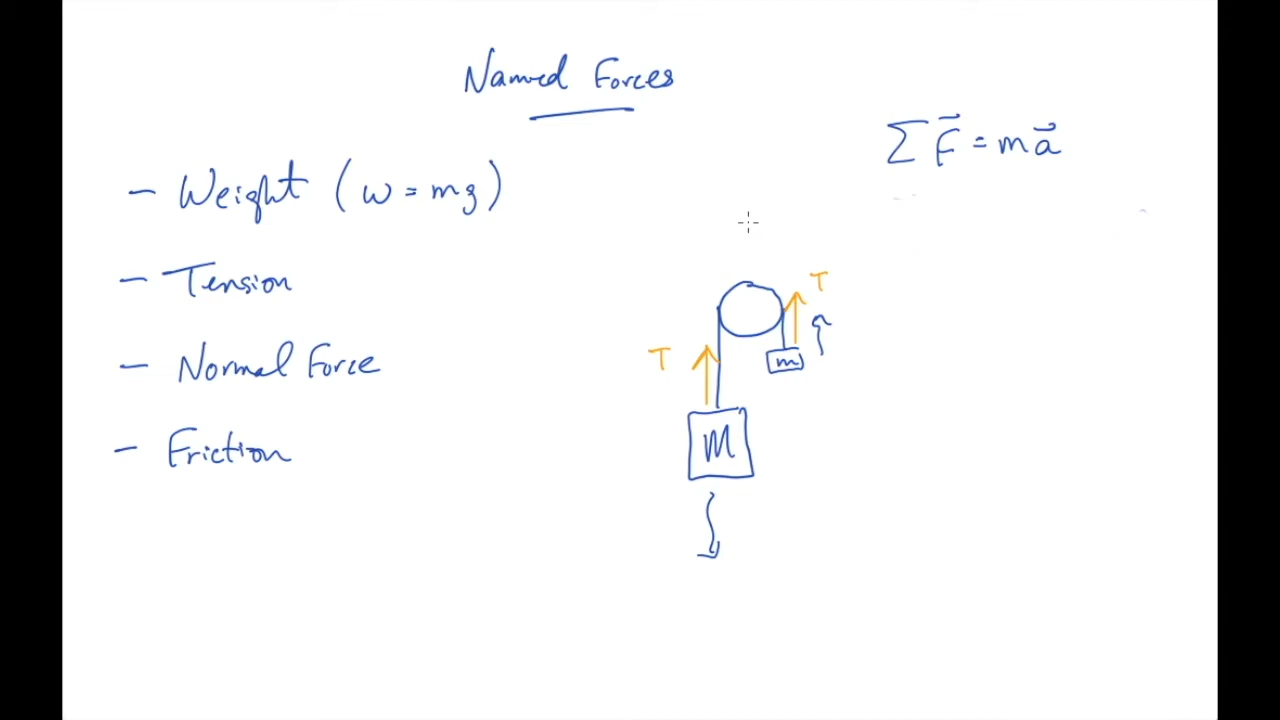 Named Forces
ΣF⃗ = ma⃗
- Weight (w = mg)
- Tension
- Normal Force
- Friction
T
T
m
M